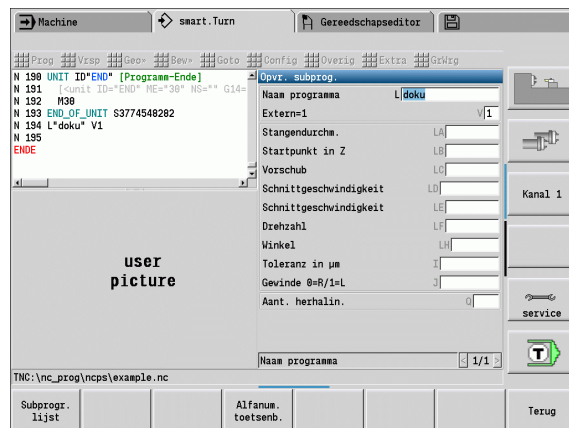 Machine
smart.Turn
Gereedschapseditor
Prog Vrsp Geo» Bew» Goto Config Overig Extra GrWrg
N 190 UNIT ID"END" [Programm-Ende]
N 191 [<unit ID="END" ME="30" NS="" G14=
N 192 M30
N 193 END_OF_UNIT S3774548282
N 194 L"doku" V1
N 195
ENDE
Opvr. subprog.
Naam programma L doku
Extern=1 V 1
Stangendurchm. LA
Startpunkt in Z LB
Vorschub LC
Schnittgeschwindigkeit LD
Schnittgeschwindigkeit LE
Drehzahl LF
Winkel LH
Toleranz in µm I
Gewinde 0=R/1=L J
Aant. herhalin. Q
Naam programma < 1/1 >
user
picture
Kanal 1
service
T
TNC:\nc_prog\ncps\example.nc
Subprogr.
lijst
Alfanum.
toetsenb.
Terug